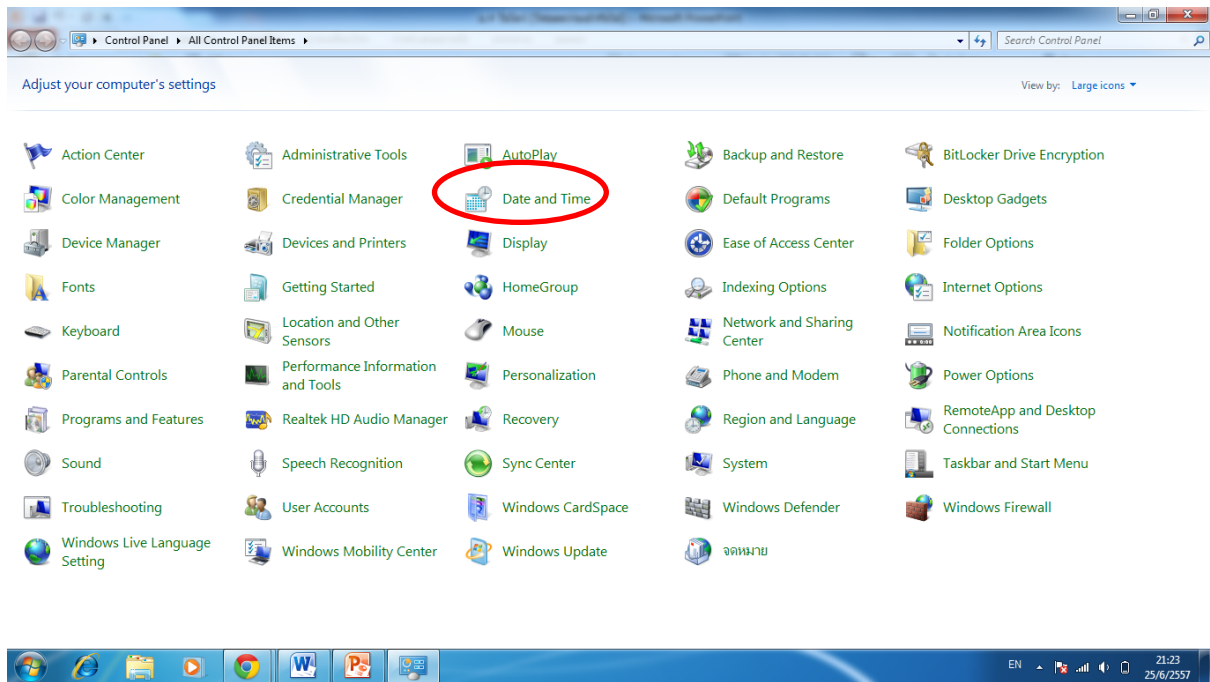 Control Panel All Control Panel Items
Search Control Panel
Adjust your computer's settings
View by: Large icons
Action Center
Administrative Tools
AutoPlay
Backup and Restore
BitLocker Drive Encryption
Color Management
Credential Manager
Date and Time
Default Programs
Desktop Gadgets
Device Manager
Devices and Printers
Display
Ease of Access Center
Folder Options
Fonts
Getting Started
HomeGroup
Indexing Options
Internet Options
Keyboard
Location and Other
Sensors
Mouse
Network and Sharing
Center
Notification Area Icons
Parental Controls
Performance Information
and Tools
Personalization
Phone and Modem
Power Options
Programs and Features
Realtek HD Audio Manager
Recovery
Region and Language
RemoteApp and Desktop
Connections
Sound
Speech Recognition
Sync Center
System
Taskbar and Start Menu
Troubleshooting
User Accounts
Windows CardSpace
Windows Defender
Windows Firewall
Windows Live Language
Setting
Windows Mobility Center
Windows Update
จดหมาย
EN
21:23
25/6/2557